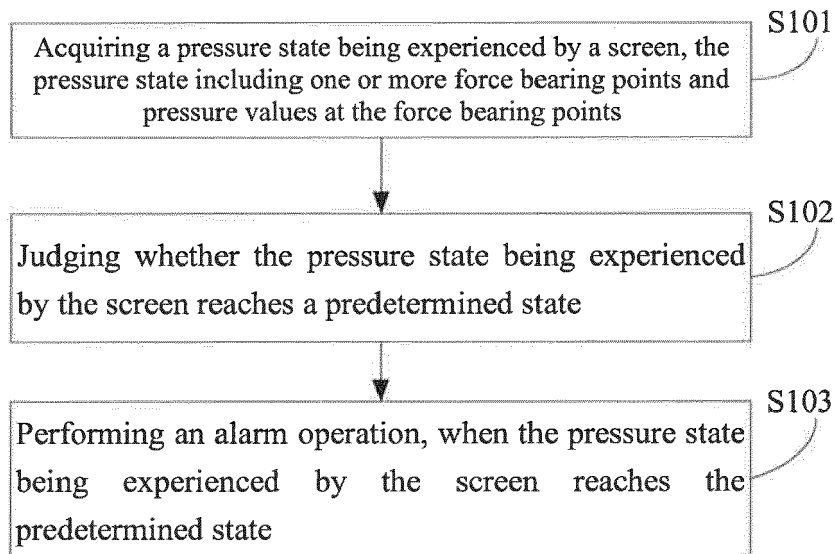 S101
Acquiring a pressure state being experienced by a screen, the
pressure state including one or more force bearing points and
pressure values at the force bearing points
S102
Judging whether the pressure state being experienced
by the screen reaches a predetermined state
S103
Performing an alarm operation, when the pressure state
being experienced by the screen reaches the
predetermined state